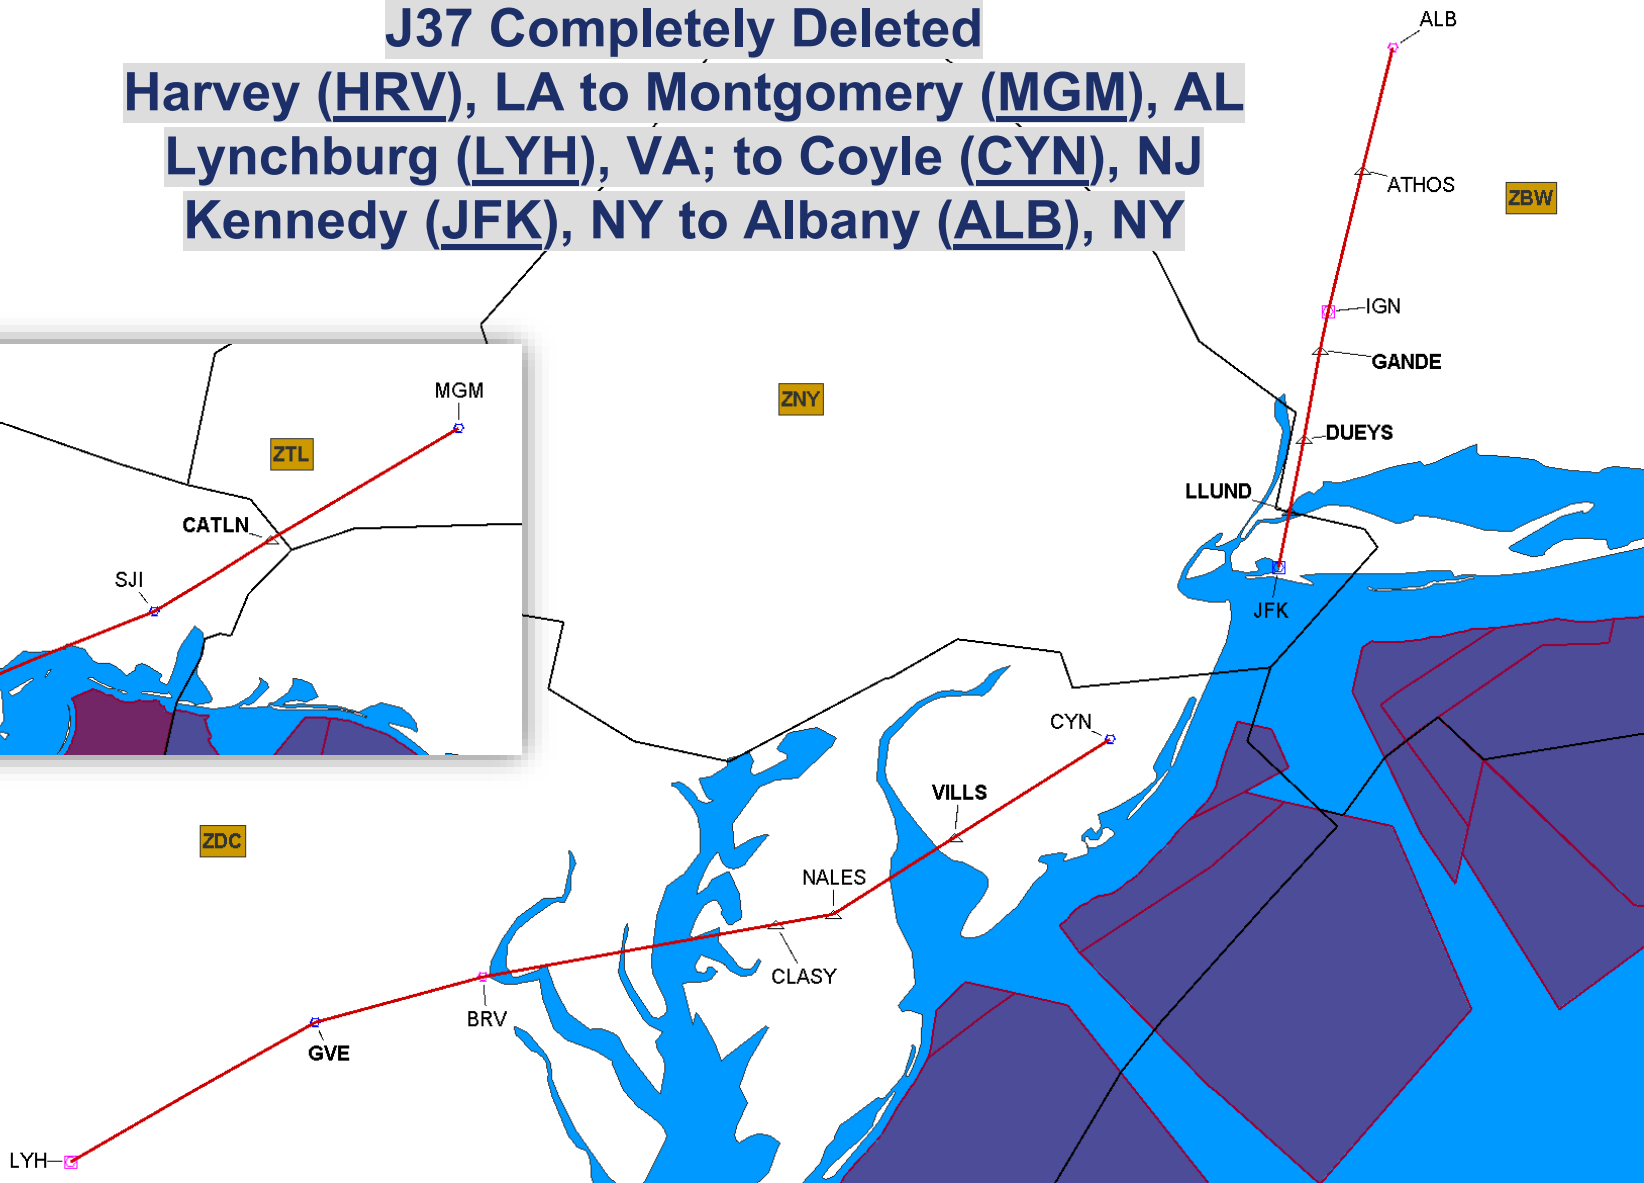 J37 Completely Deleted
Harvey (HRV), LA to Montgomery (MGM), AL
Lynchburg (LYH), VA; to Coyle (CYN), NJ
Kennedy (JFK), NY to Albany (ALB), NY
ALB
ATHOS
ZBW
IGN
GANDE
DUEYS
LLUND
JFK
ZNY
MGM
ZTL
CATLN
SJI
CYN
VILLS
ZDC
NALES
CLASY
BRV
GVE
LYH